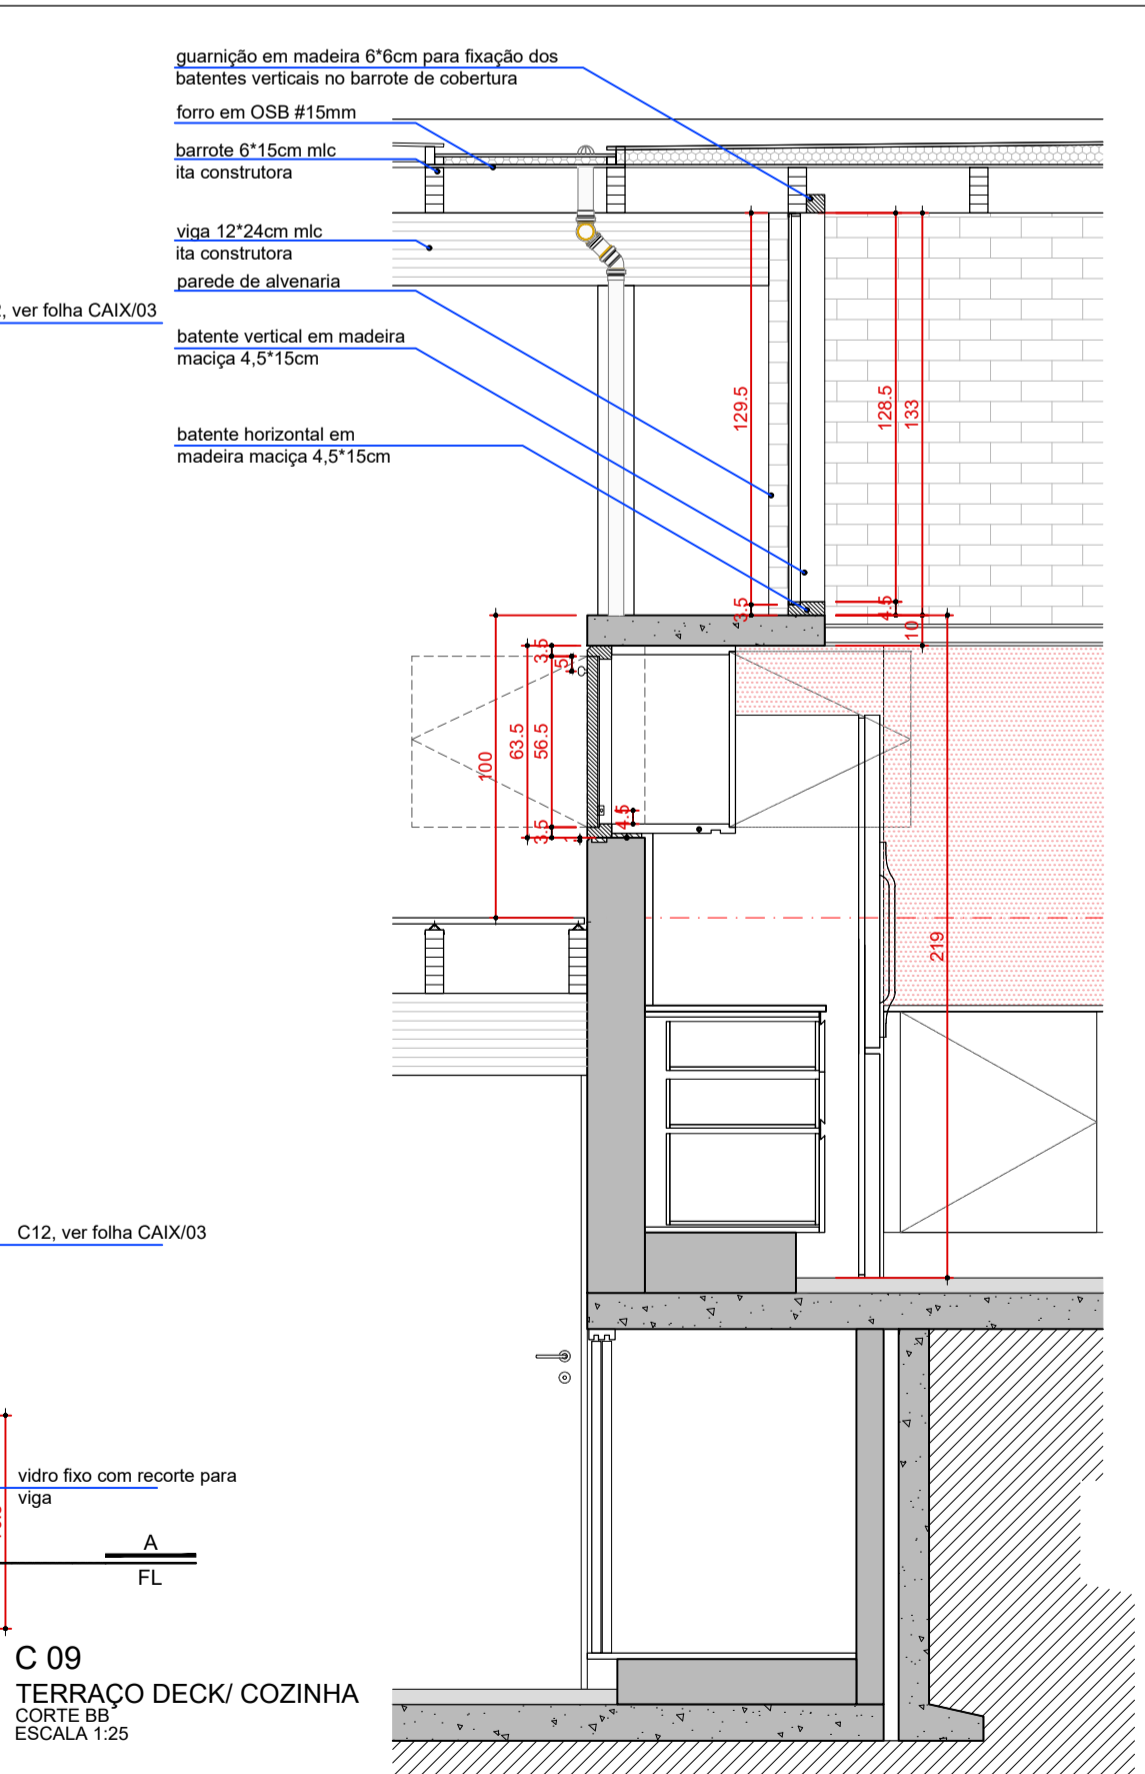 guarnição em madeira 6*6cm para fixação dos
batentes verticais no barrote de cobertura
forro em OSB #15mm
barrote 6*15cm mlc
ita construtora
viga 12*24cm mlc
ita construtora
parede de alvenaria
, ver folha CAIX/03
batente vertical em madeira
maciça 4,5*15cm
batente horizontal em
madeira maciça 4,5*15cm
129.5
128.5
133
3.5
4.5
10
3.5
5
100
63.5
56.5
4.5
3.5
219
C12, ver folha CAIX/03
vidro fixo com recorte para
viga
A
FL
C 09
TERRAÇO DECK/ COZINHA
CORTE BB
ESCALA 1:25